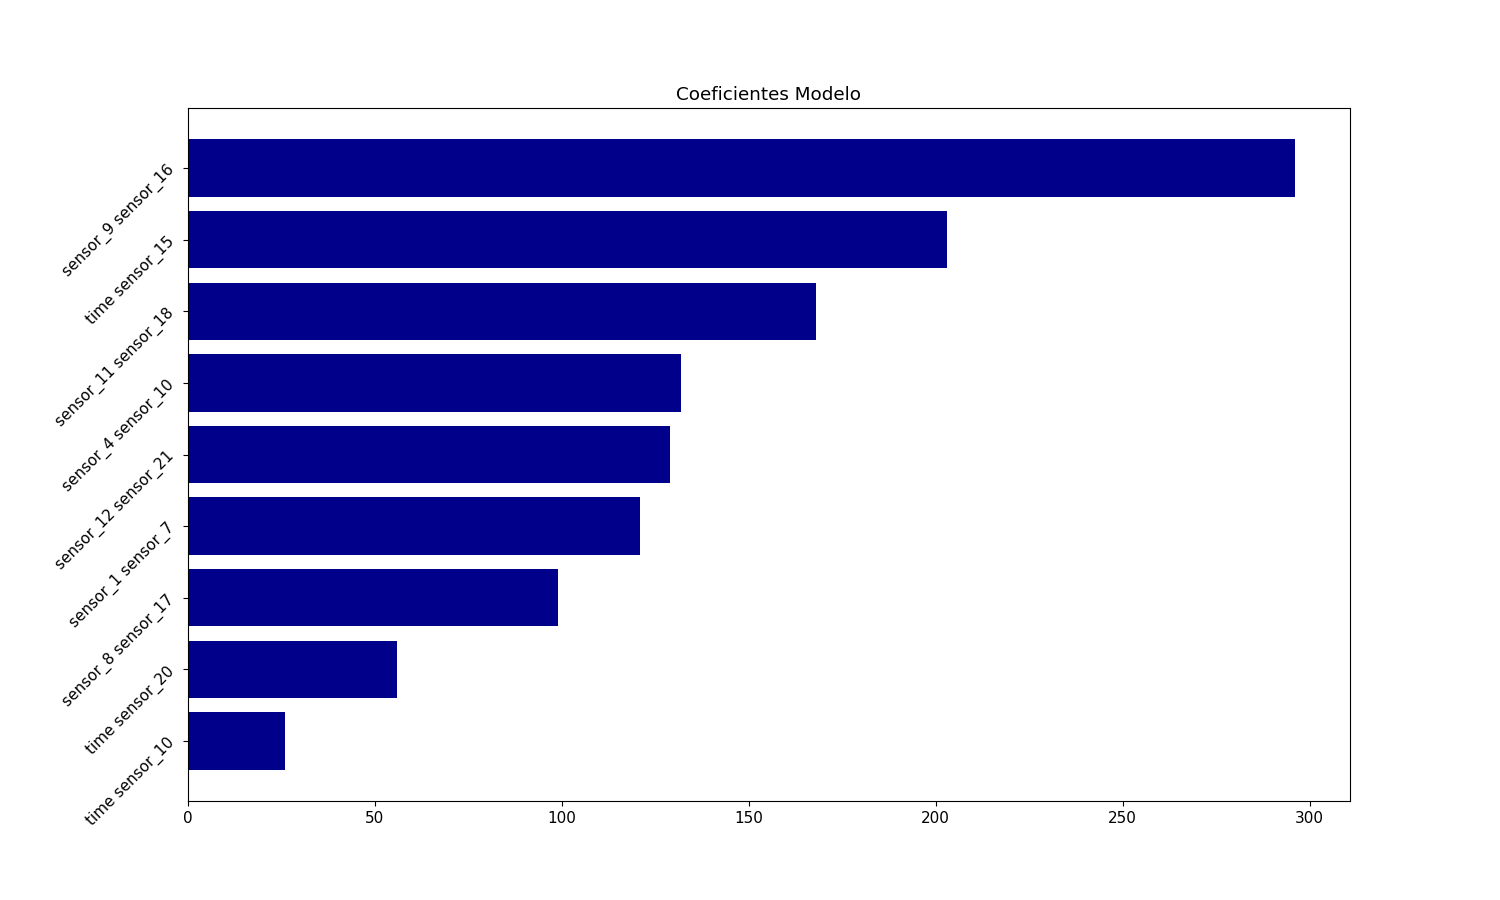 Coeficientes Modelo
sensor_9 sensor_16
time sensor_15
sensor_11 sensor_18
sensor_4 sensor_10
sensor_12 sensor_21
sensor_1 sensor_7
sensor_8 sensor_17
time sensor_20
time sensor_10
0 50 100 150 200 250 300